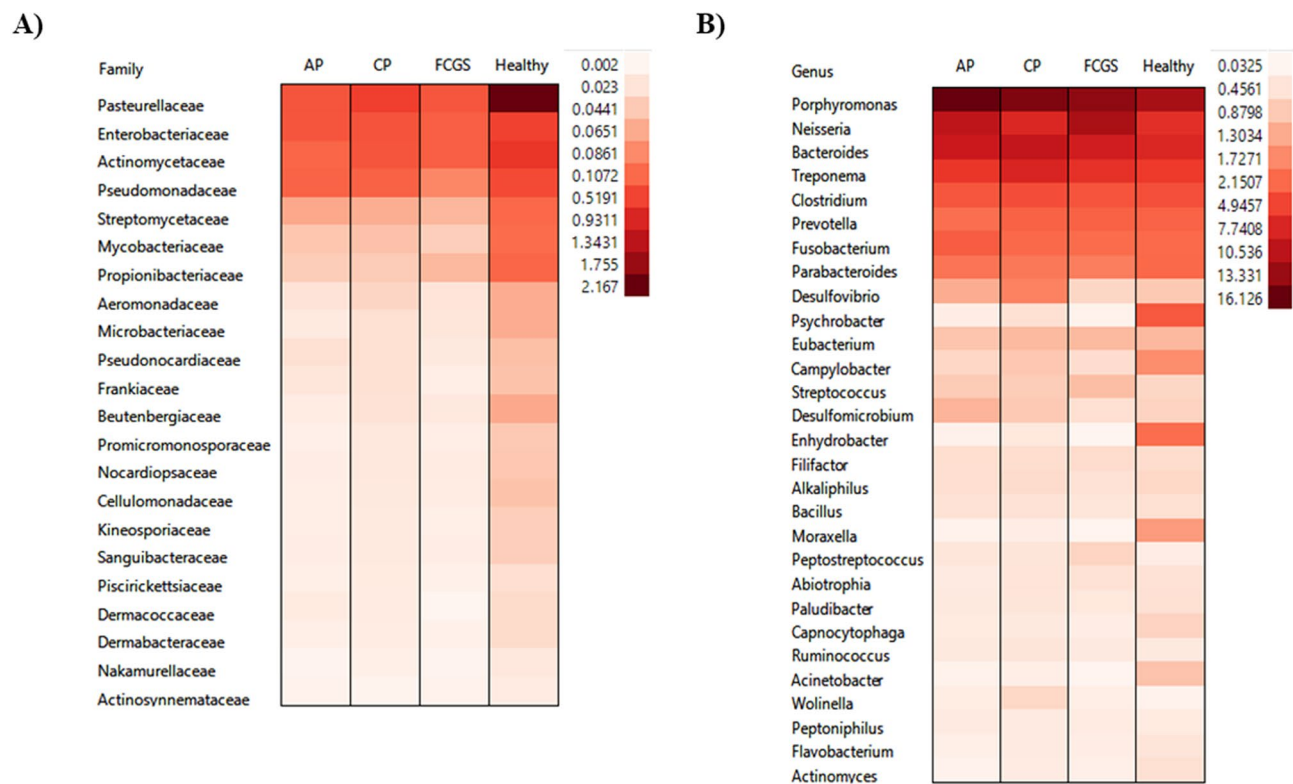 A)
Family AP CP FCGS Healthy
Pasteurellaceae
Enterobacteriaceae
Actinomycetaceae
Pseudomonadaceae
Streptomycetaceae
Mycobacteriaceae
Propionibacteriaceae
Aeromonadaceae
Microbacteriaceae
Pseudonocardiaceae
Frankiaceae
Beutenbergiaceae
Promicromonosporaceae
Nocardiopsaceae
Cellulomonadaceae
Kineosporiaceae
Sanguibacteraceae
Piscirickettsiaceae
Dermacoccaceae
Dermabacteraceae
Nakamurellaceae
Actinosynnemataceae
0.002
0.023
0.0441
0.0651
0.0861
0.1072
0.5191
0.9311
1.3431
1.755
2.167
B)
Genus AP CP FCGS Healthy
Porphyromonas
Neisseria
Bacteroides
Treponema
Clostridium
Prevotella
Fusobacterium
Parabacteroides
Desulfovibrio
Psychrobacter
Eubacterium
Campylobacter
Streptococcus
Desulfomicrobium
Enhydrobacter
Filifactor
Alkaliphilus
Bacillus
Moraxella
Peptostreptococcus
Abiotrophia
Paludibacter
Capnocytophaga
Ruminococcus
Acinetobacter
Wolinella
Peptoniphilus
Flavobacterium
Actinomyces
0.0325
0.4561
0.8798
1.3034
1.7271
2.1507
4.9457
7.7408
10.536
13.331
16.126